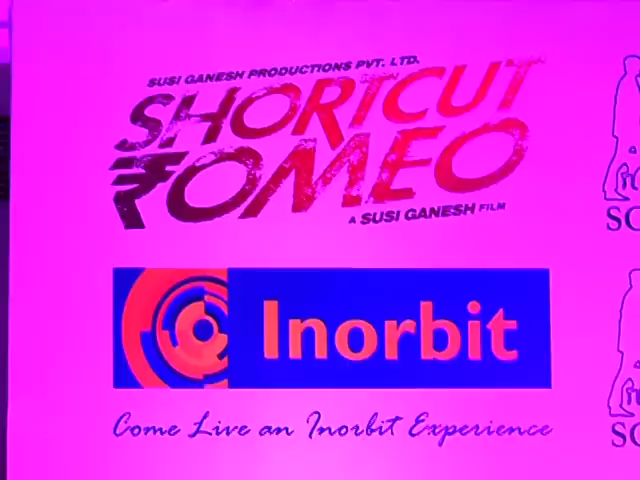 SUSI GANESH PRODUCTIONS PVT. LTD.
SHORTCUT
₹OMEO
A SUSI GANESH FILM
Inorbit
Come Live an Inorbit Experience